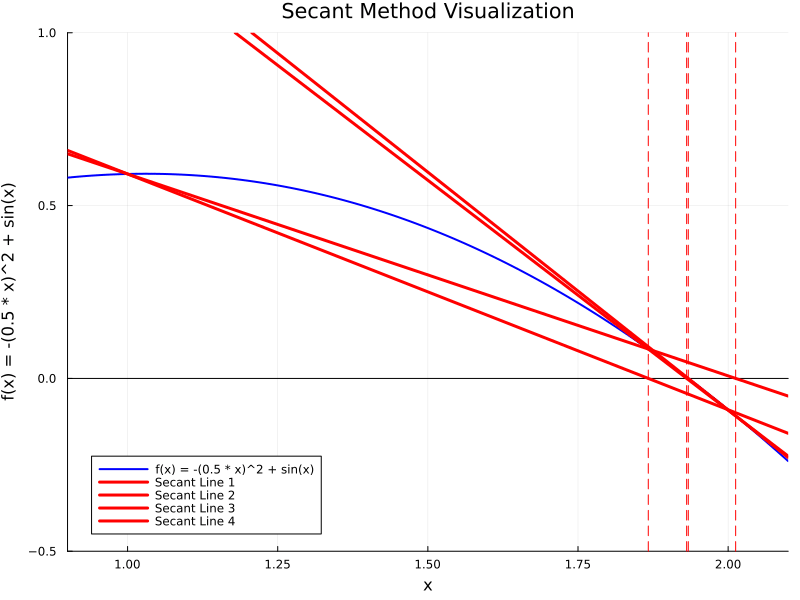 Secant Method Visualization
f(x) = -(0.5 * x)^2 + sin(x)
1.0
0.5
0.0
−0.5
f(x) = -(0.5 * x)^2 + sin(x)
Secant Line 1
Secant Line 2
Secant Line 3
Secant Line 4
1.00 1.25 1.50 1.75 2.00
x